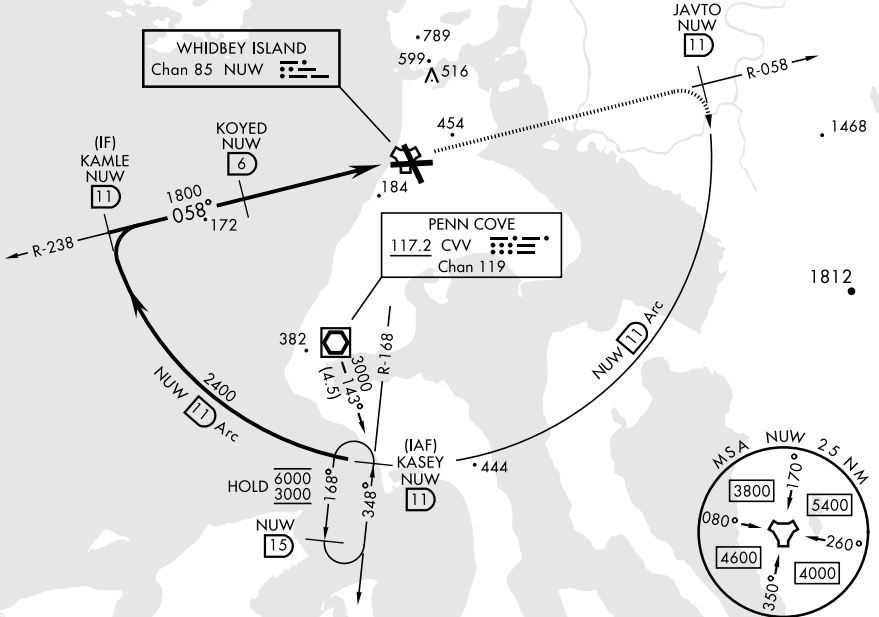 JAVTO
NUW
11
R-058
789
599
516
WHIDBEY ISLAND
Chan 85 NUW
454
1468
(IF)
KAMLE
NUW
11
KOYED
NUW
6
1800
058°
172
184
R-238
PENN COVE
117.2 CVV
Chan 119
1812
382
R-168
3000
143°
(4.5)
NUW 11 Arc
2400
NUW 11 Arc
(IAF)
KASEY
NUW
11
444
HOLD 6000
3000
168°
348°
NUW
15
MSA NUW 25 NM
170°
3800
5400
080°
260°
4600
4000
350°